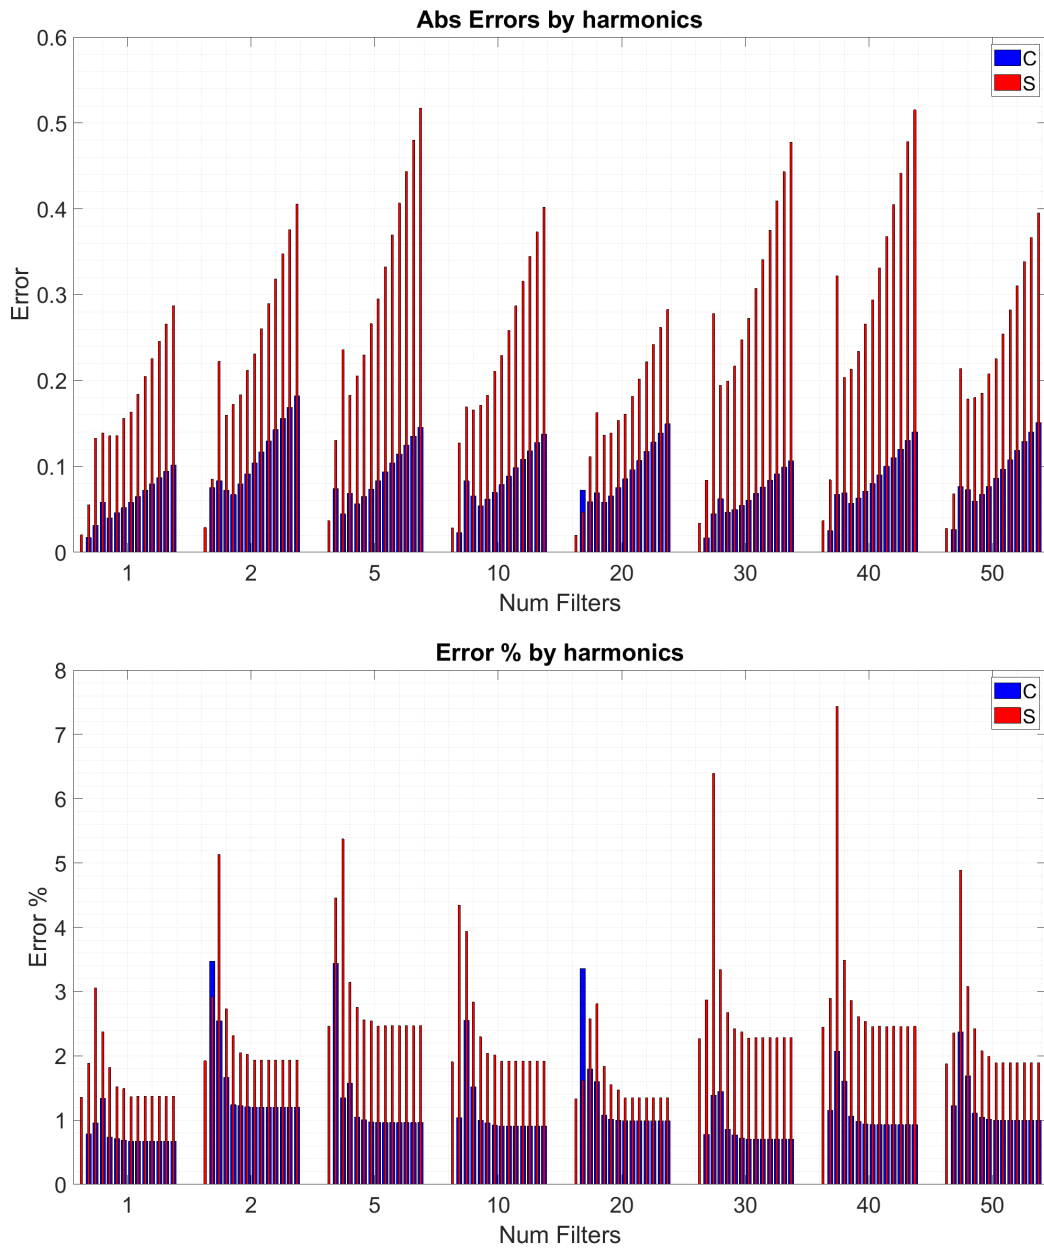 Abs Errors by harmonics
0.6
0.5
0.4
0.3
0.2
0.1
0
Error
C
S
1 2 5 10 20 30 40 50
Num Filters
Error % by harmonics
8
7
6
5
4
3
2
1
0
Error %
C
S
1 2 5 10 20 30 40 50
Num Filters